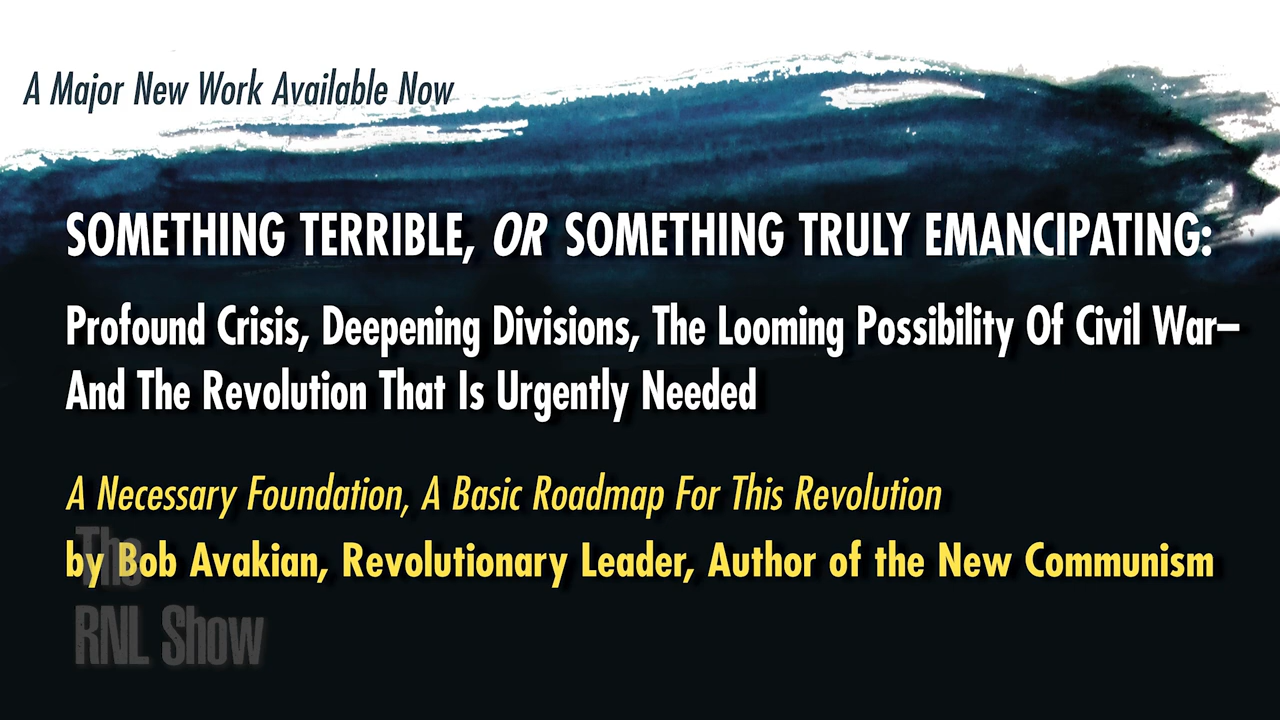 A Major New Work Available Now
SOMETHING TERRIBLE, OR SOMETHING TRULY EMANCIPATING:
Profound Crisis, Deepening Divisions, The Looming Possibility Of Civil War–
And The Revolution That Is Urgently Needed
A Necessary Foundation, A Basic Roadmap For This Revolution
by Bob Avakian, Revolutionary Leader, Author of the New Communism
The
RNL Show